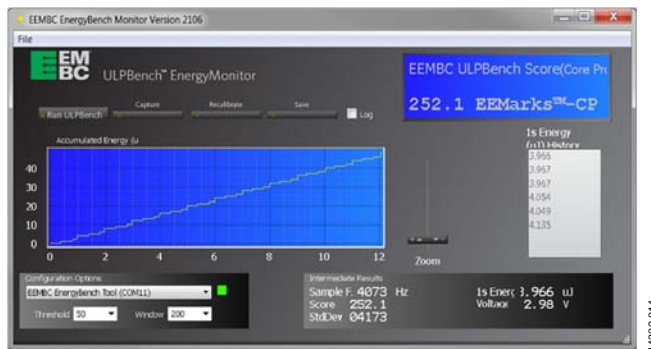 EEMBC EnergyBench Monitor Version 2106
File
EM
BC
ULPBench™ EnergyMonitor
EEMBC ULPBench Score(Core Pr
252.1 EEMarks™-CP
Run ULPBench
Capture
Recalibrate
Save
Log
Accumulated Energy (u
1s Energy
(uJ) History
3.966
3.967
3.967
4.054
4.049
4.135
40
30
20
10
0
0 2 4 6 8 10 12
Zoom
Configuration Options
EEMBC EnergyBench Tool (COM11)
Threshold 50
Window 200
Intermediate Results
Sample F. 4073 Hz
Score 252.1
StdDev 04173
1s Energ 3.966 uJ
Voltage 2.98 V